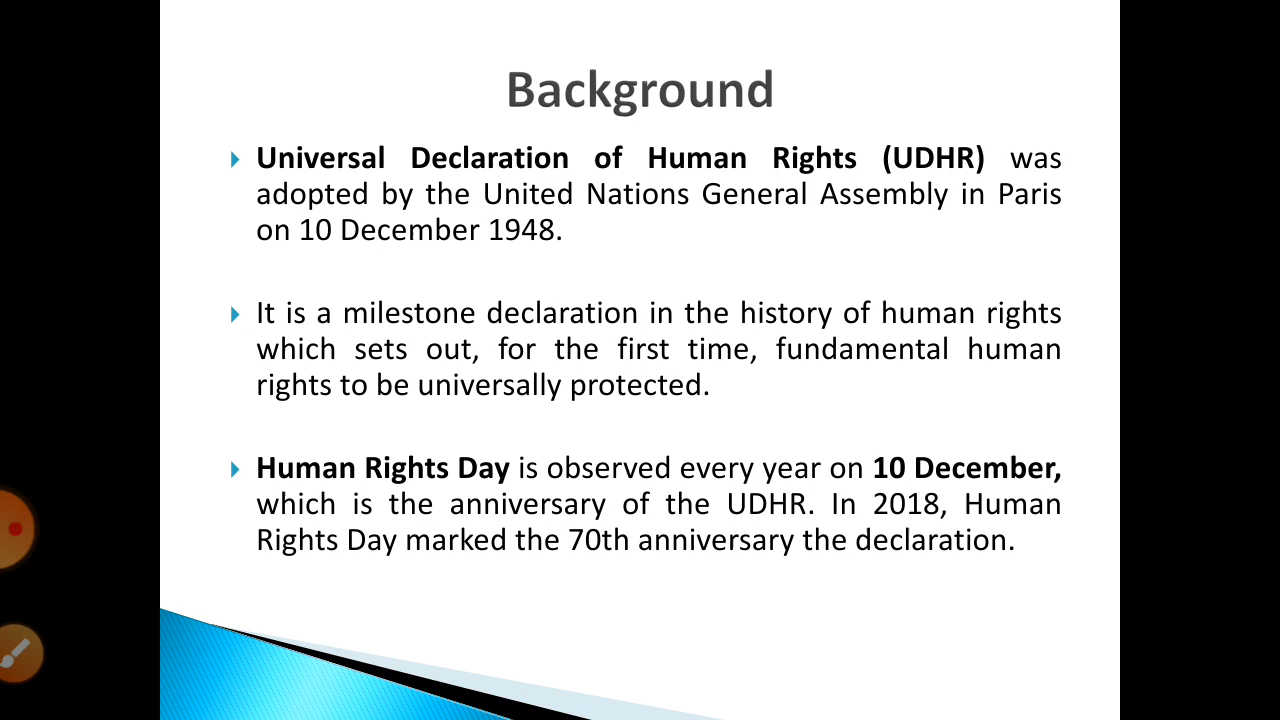 Background
Universal Declaration of Human Rights (UDHR) was
adopted by the United Nations General Assembly in Paris
on 10 December 1948.
It is a milestone declaration in the history of human rights
which sets out, for the first time, fundamental human
rights to be universally protected.
Human Rights Day is observed every year on 10 December,
which is the anniversary of the UDHR. In 2018, Human
Rights Day marked the 70th anniversary the declaration.